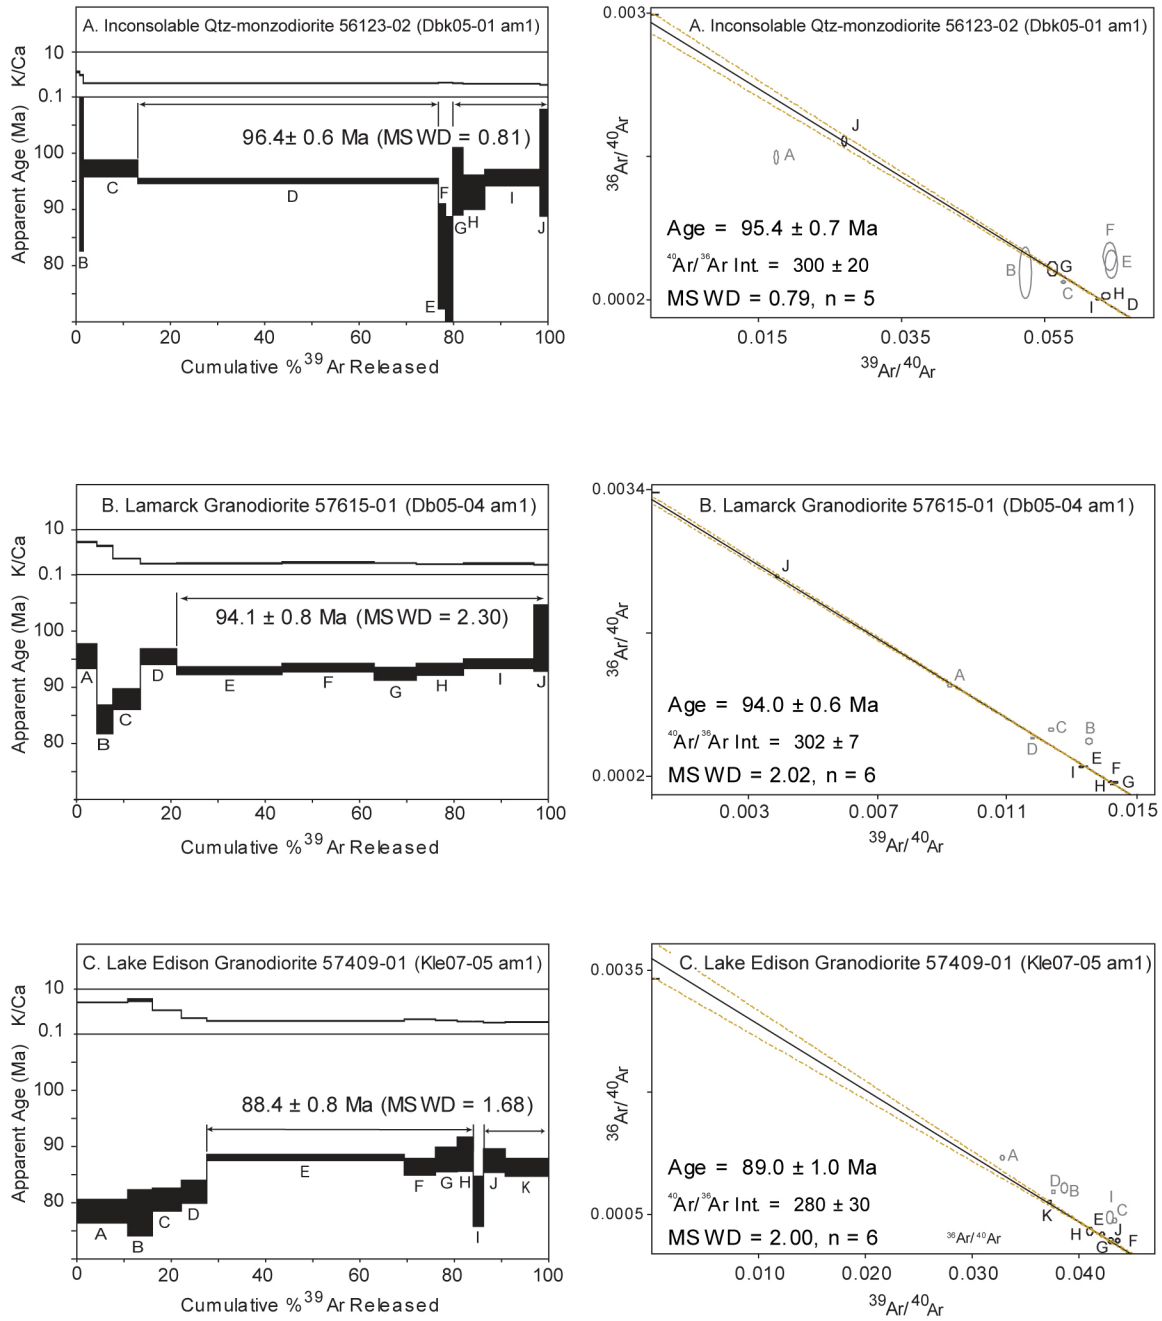 A. Inconsolable Qtz-monzodiorite 56123-02 (Dbk05-01 am1)
10
K/Ca
0.1
96.4± 0.6 Ma (MSWD = 0.81)
100
90
80
Apparent Age (Ma)
B
C
D
E
F
G
H
I
J
0
20
40
60
80
100
Cumulative %39 Ar Released
A. Inconsolable Qtz-monzodiorite 56123-02 (Dbk05-01 am1)
0.003
36Ar/40Ar
0.0002
J
A
Age = 95.4 ± 0.7 Ma
40Ar/36Ar Int. = 300 ± 20
MSWD = 0.79, n = 5
F
E
B
G
C
I
H
D
0.015
0.035
0.055
39Ar/40Ar
B. Lamarck Granodiorite 57615-01 (Db05-04 am1)
10
K/Ca
0.1
94.1 ± 0.8 Ma (MSWD = 2.30)
100
90
80
Apparent Age (Ma)
A
B
C
D
E
F
G
H
I
J
0
20
40
60
80
100
Cumulative %39 Ar Released
B. Lamarck Granodiorite 57615-01 (Db05-04 am1)
0.0034
36Ar/40Ar
0.0002
J
A
Age = 94.0 ± 0.6 Ma
40Ar/36Ar Int. = 302 ± 7
MSWD = 2.02, n = 6
C
B
D
E
I
F
H
G
0.003
0.007
0.011
0.015
39Ar/40Ar
C. Lake Edison Granodiorite 57409-01 (Kle07-05 am1)
10
K/Ca
0.1
88.4 ± 0.8 Ma (MSWD = 1.68)
100
90
80
Apparent Age (Ma)
A
B
C
D
E
F
G
H
I
J
K
0
20
40
60
80
100
Cumulative %39 Ar Released
C. Lake Edison Granodiorite 57409-01 (Kle07-05 am1)
0.0035
36Ar/40Ar
0.0005
A
Age = 89.0 ± 1.0 Ma
40Ar/36Ar Int. = 280 ± 30
MSWD = 2.00, n = 6
36Ar/40Ar
D
B
K
I
C
E
H
J
G
F
0.010
0.020
0.030
0.040
39Ar/40Ar